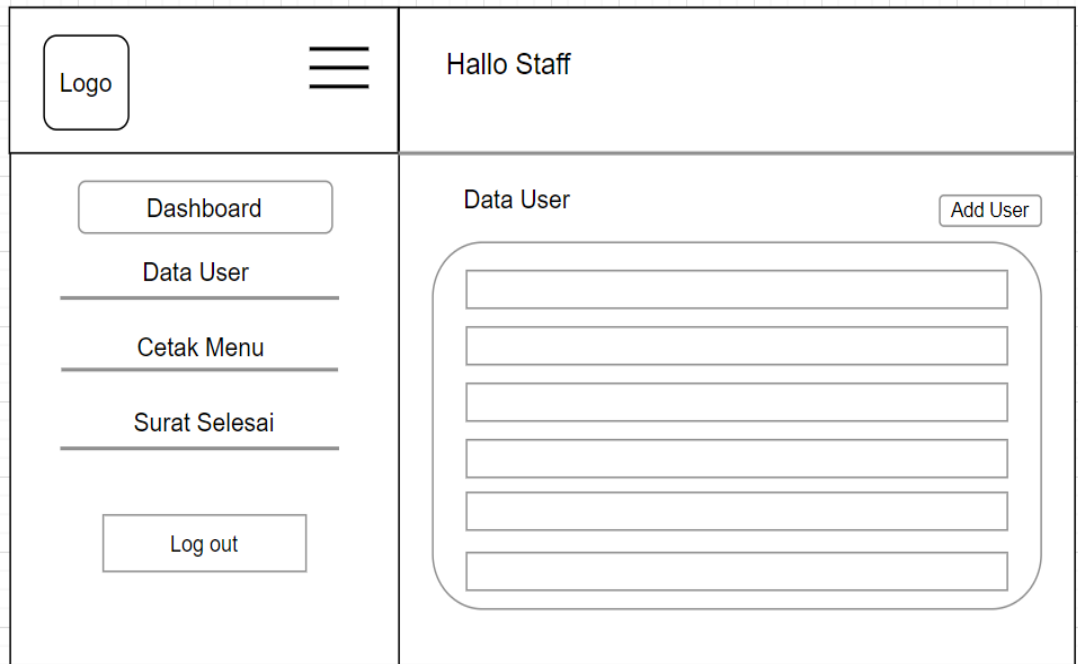 Logo
Hallo Staff
Dashboard
Data User
Cetak Menu
Surat Selesai
Log out
Data User
Add User